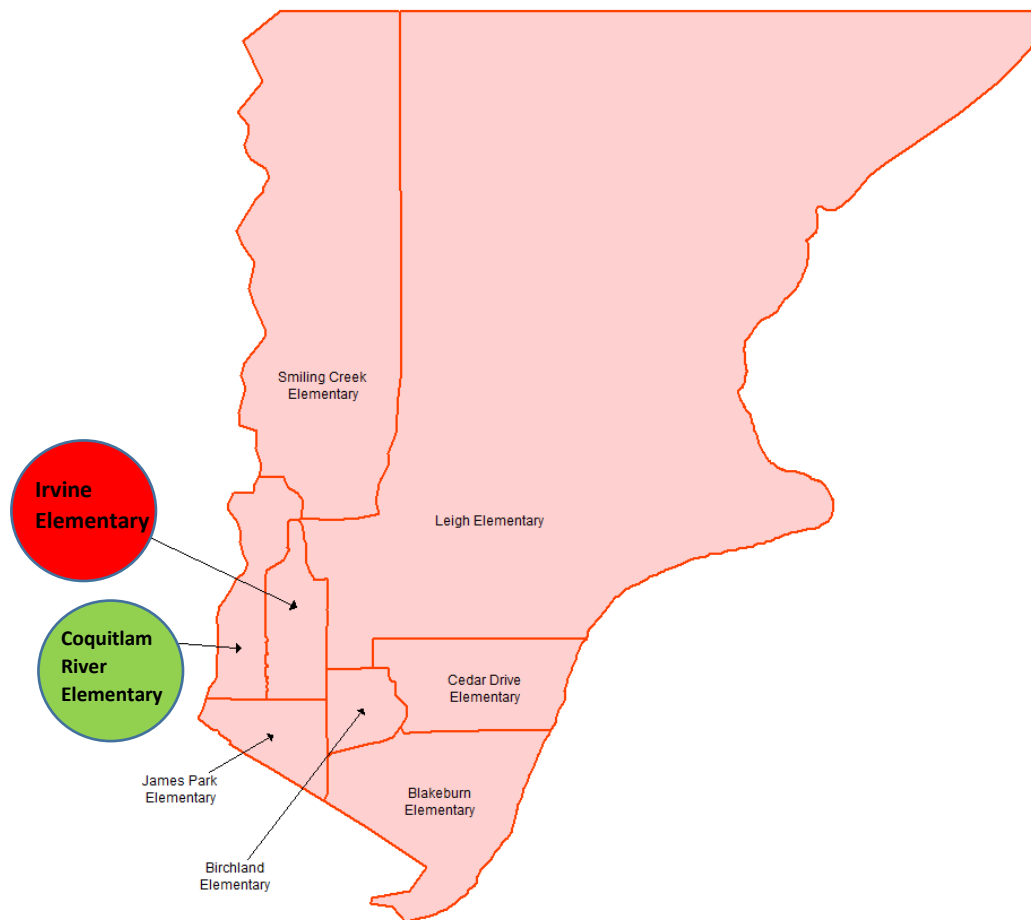 Smiling Creek
Elementary
Irvine
Elementary
Leigh Elementary
Coquitlam
River
Elementary
Cedar Drive
Elementary
James Park
Elementary
Blakeburn
Elementary
Birchland
Elementary